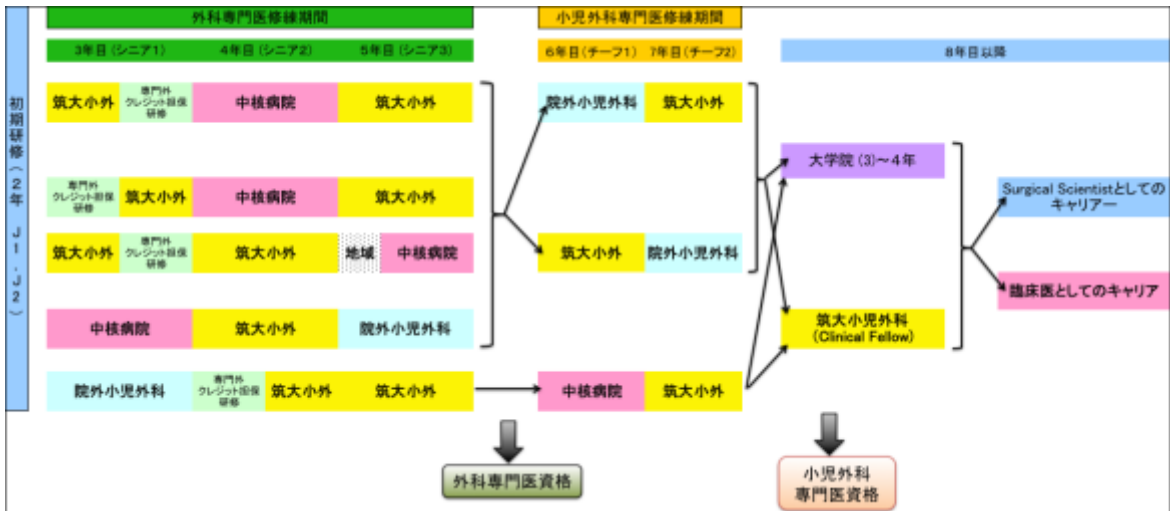 外科専門医修練期間
小児外科専門医修練期間
3年目(シニア1)
4年目(シニア2)
5年目(シニア3)
6年目(チーフ1)
7年目(チーフ2)
8年目以降
初期研修(2年 J1,J2)
筑大小外
専門外
クレジット担保
研修
中核病院
筑大小外
院外小児外科
筑大小外
大学院 (3)～4年
専門外
クレジット担保
研修
筑大小外
中核病院
筑大小外
Surgical Scientistとしての
キャリアー
筑大小外
専門外
クレジット担保
研修
筑大小外
地域
中核病院
筑大小外
院外小児外科
臨床医としてのキャリア
中核病院
筑大小外
院外小児外科
筑大小児外科
(Clinical Fellow)
院外小児外科
専門外
クレジット担保
研修
筑大小外
筑大小外
中核病院
筑大小外
外科専門医資格
小児外科
専門医資格